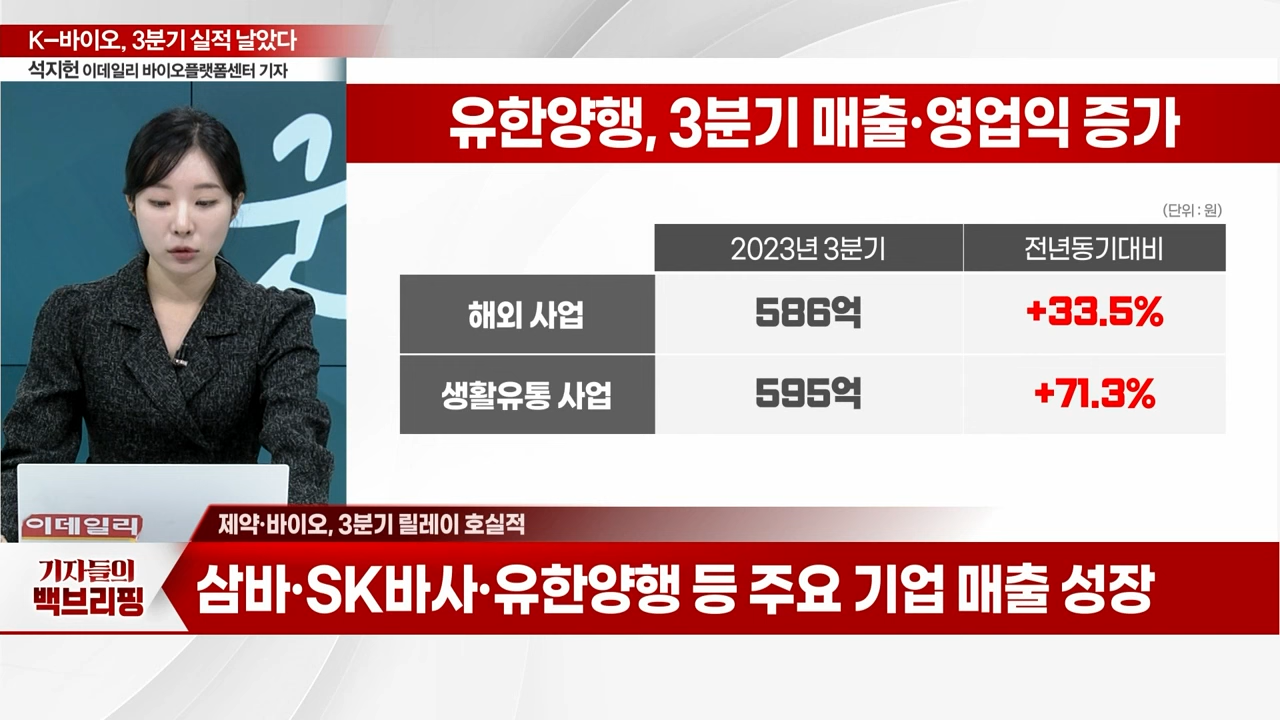 K-바이오, 3분기 실적 날았다
석지헌 이데일리 바이오플랫폼센터 기자
유한양행, 3분기 매출·영업익 증가
(단위 : 원)
2023년 3분기 전년동기대비
해외 사업 586억 +33.5%
생활유통 사업 595억 +71.3%
이데일리
제약·바이오, 3분기 릴레이 호실적
기자들의
백브리핑
삼바·SK바사·유한양행 등 주요 기업 매출 성장